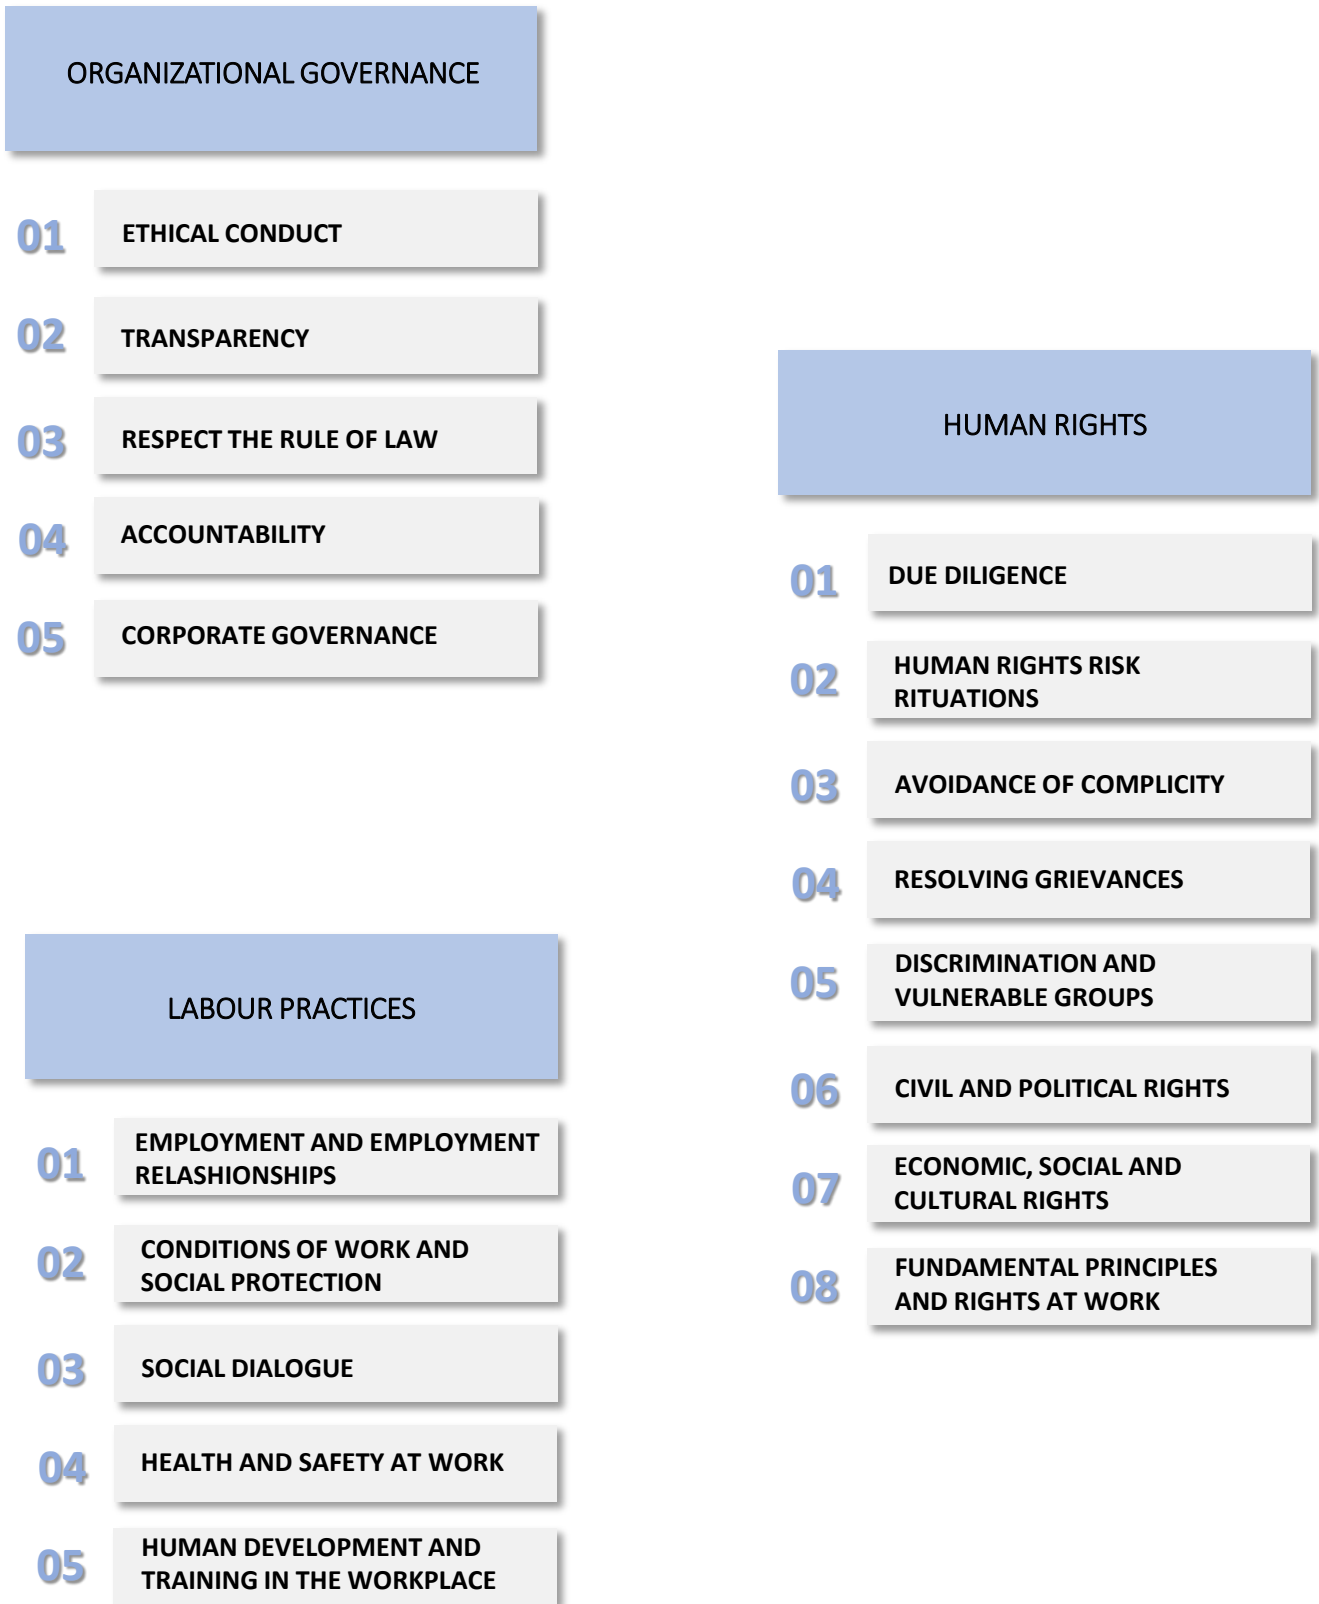 ORGANIZATIONAL GOVERNANCE
01
ETHICAL CONDUCT
02
TRANSPARENCY
03
RESPECT THE RULE OF LAW
04
ACCOUNTABILITY
05
CORPORATE GOVERNANCE
HUMAN RIGHTS
01
DUE DILIGENCE
02
HUMAN RIGHTS RISK
RITUATIONS
03
AVOIDANCE OF COMPLICITY
04
RESOLVING GRIEVANCES
05
DISCRIMINATION AND
VULNERABLE GROUPS
06
CIVIL AND POLITICAL RIGHTS
07
ECONOMIC, SOCIAL AND
CULTURAL RIGHTS
08
FUNDAMENTAL PRINCIPLES
AND RIGHTS AT WORK
LABOUR PRACTICES
01
EMPLOYMENT AND EMPLOYMENT
RELASHIONSHIPS
02
CONDITIONS OF WORK AND
SOCIAL PROTECTION
03
SOCIAL DIALOGUE
04
HEALTH AND SAFETY AT WORK
05
HUMAN DEVELOPMENT AND
TRAINING IN THE WORKPLACE